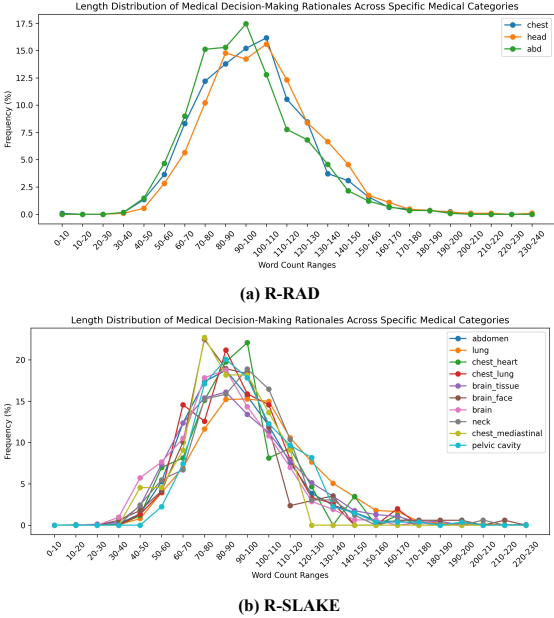 Length Distribution of Medical Decision-Making Rationales Across Specific Medical Categories
17.5
15.0
12.5
10.0
7.5
5.0
2.5
0.0
Frequency (%)
chest
head
abd
0-10 20-30 30-40 40-50 50-60 60-70 70-80 80-90 90-100 100-110 110-120 120-130 130-140 140-150 150-160 160-170 170-180 180-190 190-200 200-210 210-220 220-230 230-240
Word Count Ranges
(a) R-RAD
Length Distribution of Medical Decision-Making Rationales Across Specific Medical Categories
20
15
10
5
0
Frequency (%)
abdomen
lung
chest_heart
chest_lung
brain_tissue
brain_face
brain
neck
chest_mediastinal
pelvic cavity
0-10 10-20 20-30 30-40 40-50 50-60 60-70 70-80 80-90 90-100 100-110 110-120 120-130 130-140 140-150 150-160 160-170 170-180 180-190 190-200 200-210 210-220 220-230
Word Count Ranges
(b) R-SLAKE